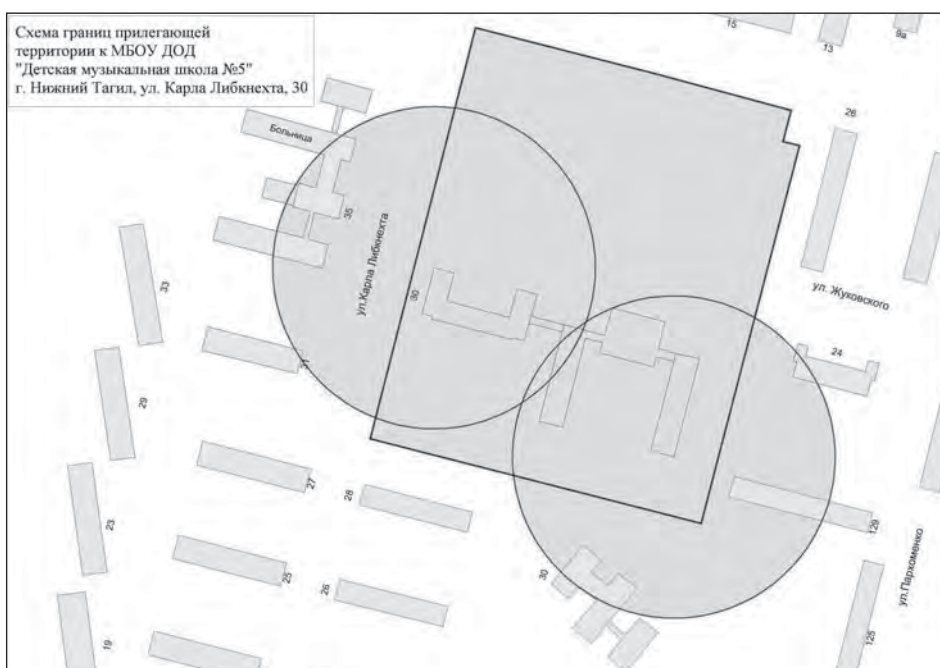 Схема границ прилегающей
территории к МБОУ ДОД
"Детская музыкальная школа №5"
г. Нижний Тагил, ул. Карла Либкнехта, 30
15
13
9а
26
Больница
35
ул.Карла Либкнехта
30
33
ул. Жуковского
31
24
29
27
28
23
129
25
26
30
ул.Пархоменко
19
125